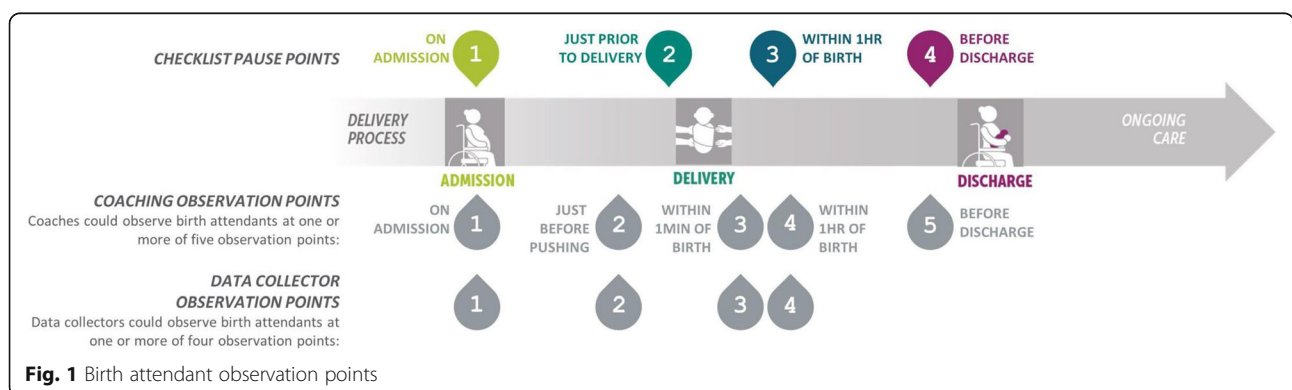 CHECKLIST PAUSE POINTS
ON
ADMISSION
1
JUST PRIOR
TO DELIVERY
2
3
WITHIN 1HR
OF BIRTH
4
BEFORE
DISCHARGE
DELIVERY
PROCESS
ONGOING
CARE
ADMISSION
DELIVERY
DISCHARGE
COACHING OBSERVATION POINTS
Coaches could observe birth attendants at one or
more of five observation points:
ON
ADMISSION
1
JUST
BEFORE
PUSHING
2
WITHIN
1MIN OF
BIRTH
3
4
WITHIN
1HR OF
BIRTH
5
BEFORE
DISCHARGE
DATA COLLECTOR
OBSERVATION POINTS
Data collectors could observe birth attendants at
one or more of four observation points:
1
2
3
4
Fig. 1 Birth attendant observation points